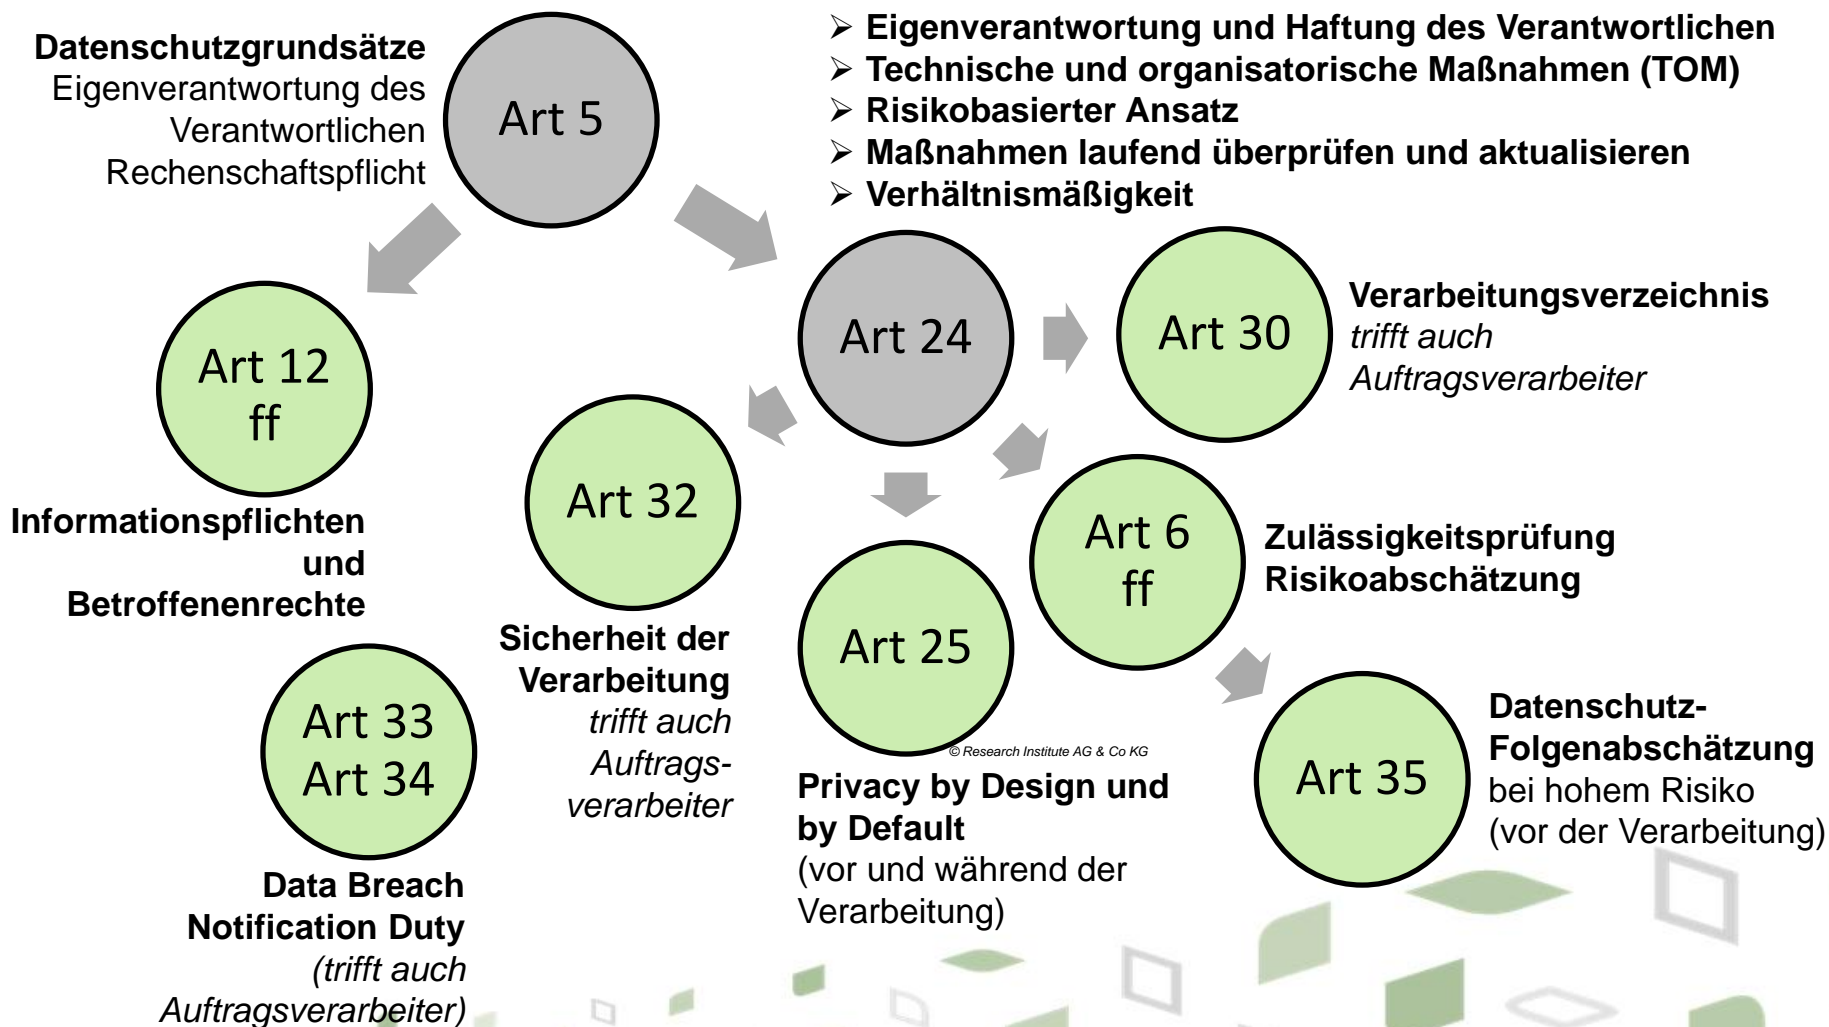 Datenschutzgrundsätze
Eigenverantwortung des
Verantwortlichen
Rechenschaftspflicht
Art 5
➢ Eigenverantwortung und Haftung des Verantwortlichen
➢ Technische und organisatorische Maßnahmen (TOM)
➢ Risikobasierter Ansatz
➢ Maßnahmen laufend überprüfen und aktualisieren
➢ Verhältnismäßigkeit
Art 24
Art 30
Verarbeitungsverzeichnis
trifft auch
Auftragsverarbeiter
Art 12
ff
Informationspflichten
und
Betroffenenrechte
Art 32
Sicherheit der
Verarbeitung
trifft auch
Auftrags-
verarbeiter
Art 6
ff
Zulässigkeitsprüfung
Risikoabschätzung
Art 25
© Research Institute AG & Co KG
Privacy by Design und
by Default
(vor und während der
Verarbeitung)
Art 33
Art 34
Data Breach
Notification Duty
(trifft auch
Auftragsverarbeiter)
Art 35
Datenschutz-
Folgenabschätzung
bei hohem Risiko
(vor der Verarbeitung)